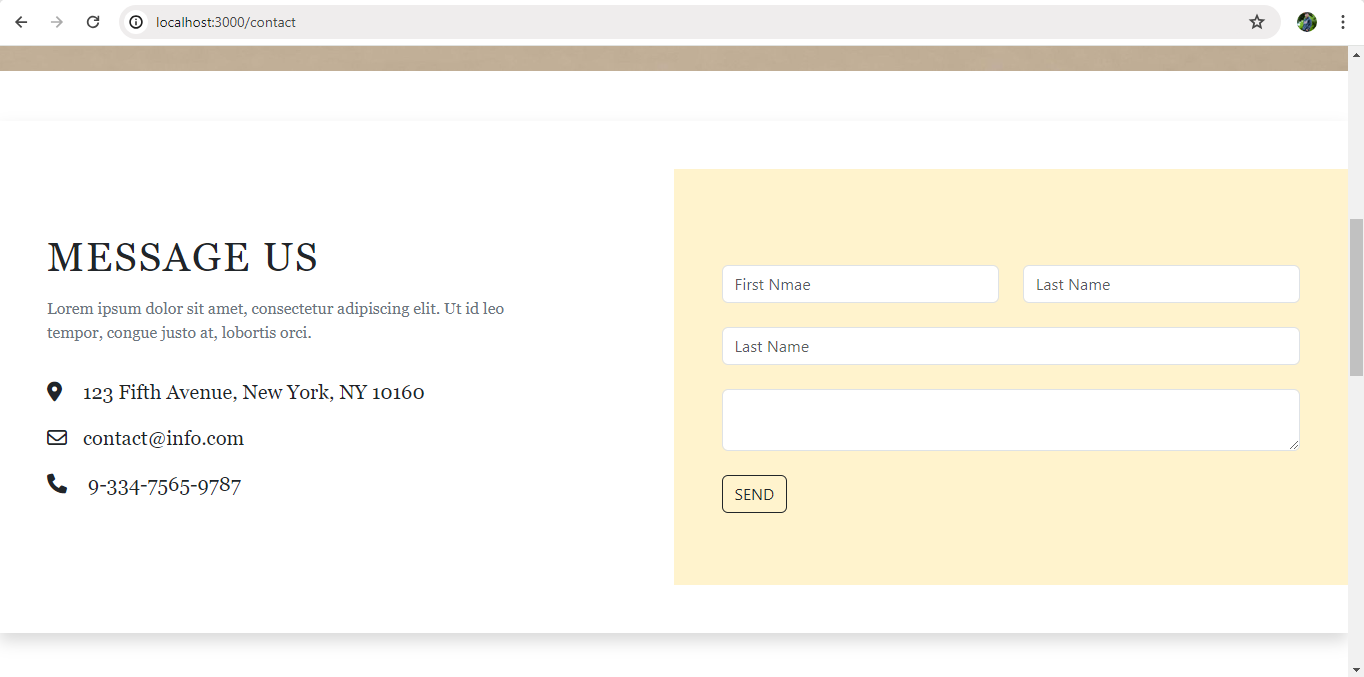 localhost:3000/contact
MESSAGE US
Lorem ipsum dolor sit amet, consectetur adipiscing elit. Ut id leo
tempor, congue justo at, lobortis orci.
123 Fifth Avenue, New York, NY 10160
contact@info.com
9-334-7565-9787
First Nmae
Last Name
Last Name
SEND